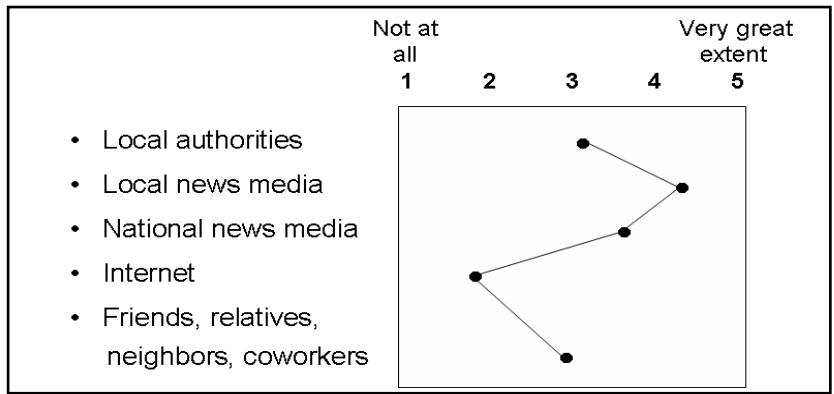 Not at all
Very great extent
1 2 3 4 5
• Local authorities
• Local news media
• National news media
• Internet
• Friends, relatives,
neighbors, coworkers